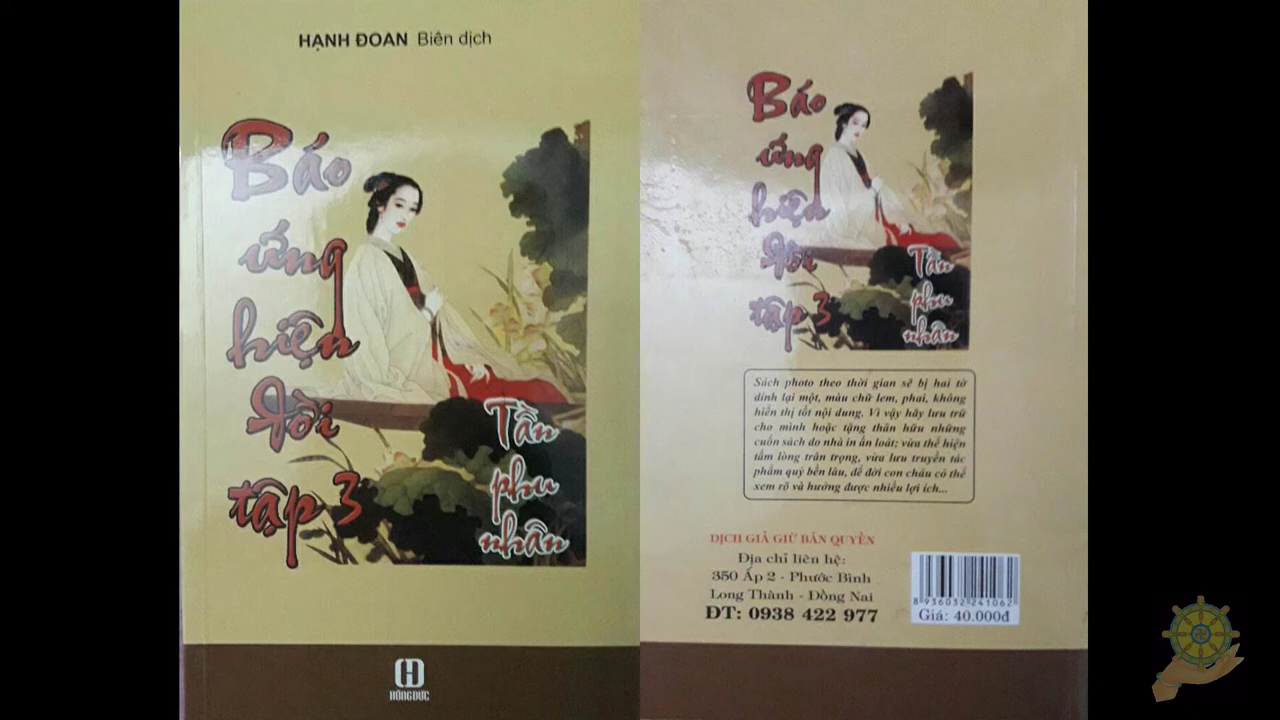 HẠNH ĐOAN Biên dịch
Báo
ứng
hiện
đời
tập 3
Tần
phu
nhân
HỒNG ĐỨC
Báo
ứng
hiện
đời
tập 3
Tần
phu
nhân
Sách photo theo thời gian sẽ bị hai tờ
dính lại một, màu chữ lem, phai, không
hiển thị tốt nội dung. Vì vậy hãy lưu trữ
cho mình hoặc tặng thân hữu những
cuốn sách do nhà in ấn loát; vừa thể hiện
tấm lòng trân trọng, vừa lưu truyền tác
phẩm quý bền lâu, để đời con cháu có thể
xem rõ và hưởng được nhiều lợi ích...
DỊCH GIẢ GIỮ BẢN QUYỀN
Địa chỉ liên hệ:
350 Ấp 2 - Phước Bình
Long Thành - Đồng Nai
ĐT: 0938 422 977
8 936032 241062
Giá: 40.000đ